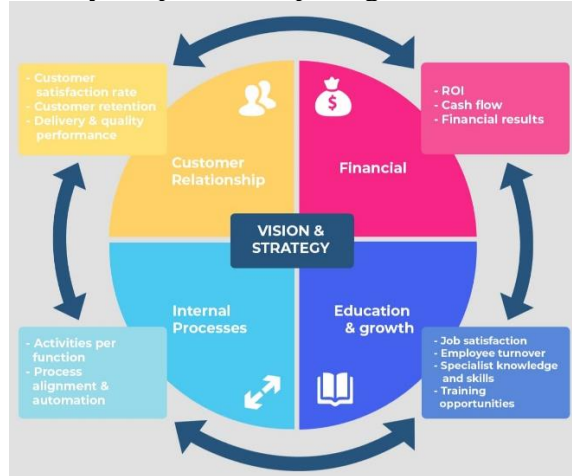 - Customer
satisfaction rate
- Customer retention
- Delivery & quality
performance
- ROI
- Cash flow
- Financial results
Customer
Relationship
$
Financial
VISION &
STRATEGY
Internal
Processes
Education
& growth
- Activities per
function
- Process
alignment &
automation
- Job satisfaction
- Employee turnover
- Specialist knowledge
and skills
- Training
opportunities